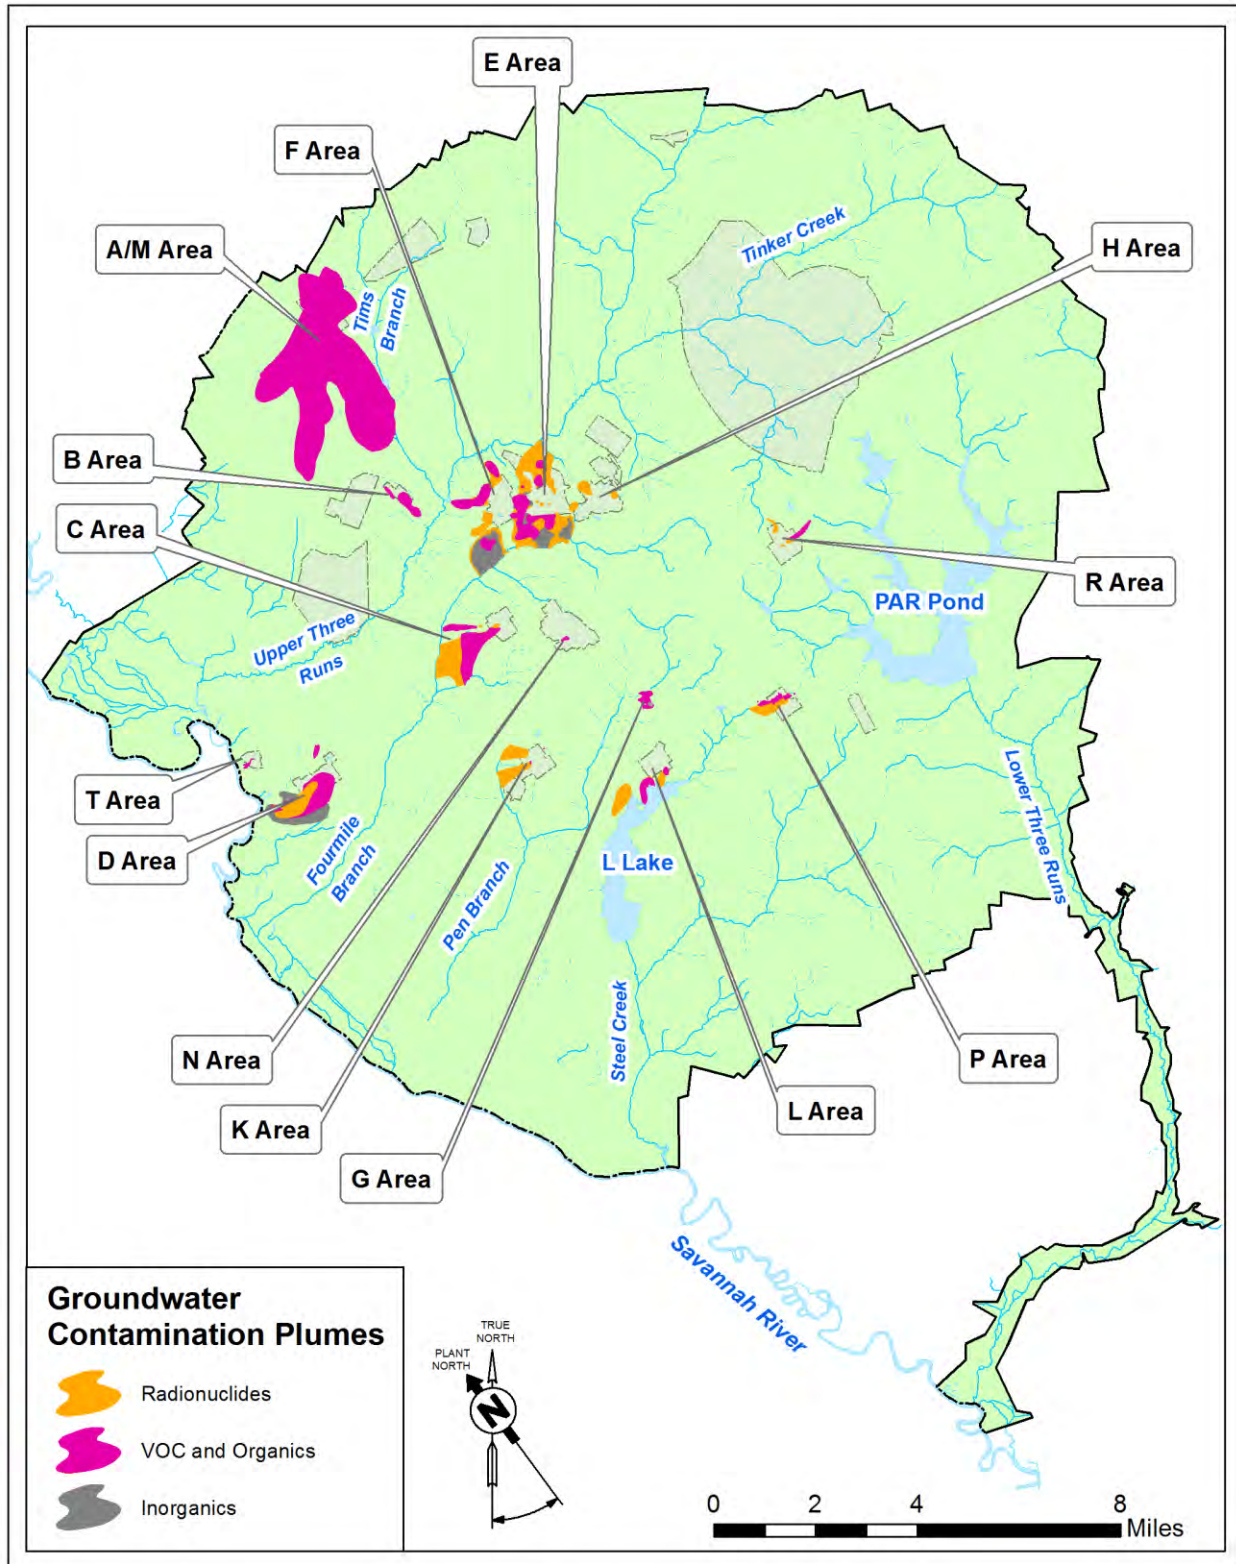 E Area
F Area
A/M Area
H Area
Tinker Creek
Tims
Branch
B Area
C Area
R Area
PAR Pond
Upper Three
Runs
T Area
D Area
Fourmile
Branch
Pen Branch
L Lake
Lower Three Runs
Steel Creek
N Area
K Area
G Area
L Area
P Area
Savannah River
Groundwater
Contamination Plumes
Radionuclides
VOC and Organics
Inorganics
TRUE
NORTH
PLANT
NORTH
N
0 2 4 8
Miles